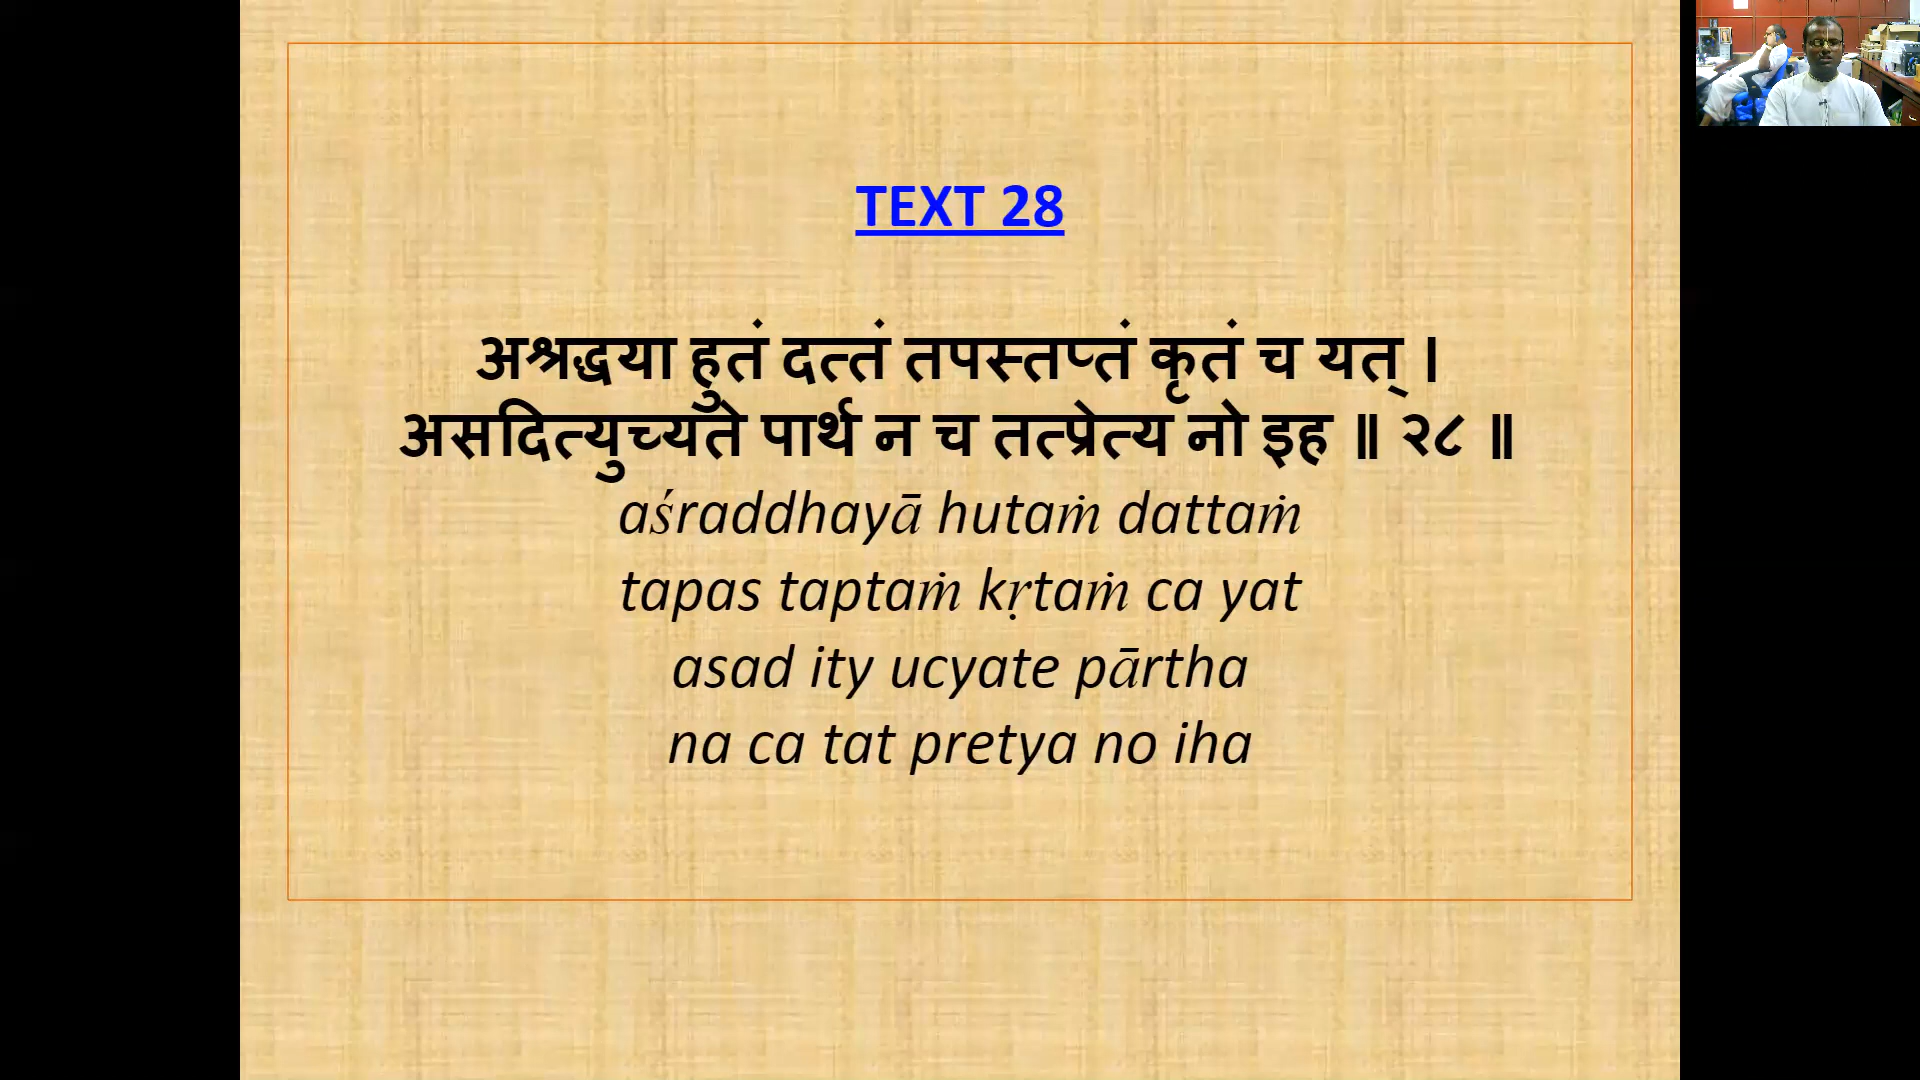 TEXT 28
अश्रद्धया हुतं दत्तं तपस्तप्तं कृतं च यत् ।
असदित्युच्यते पार्थ न च तत्प्रेत्य नो इह ॥ २८ ॥
aśraddhayā hutaṁ dattaṁ
tapas taptaṁ kṛtaṁ ca yat
asad ity ucyate pārtha
na ca tat pretya no iha